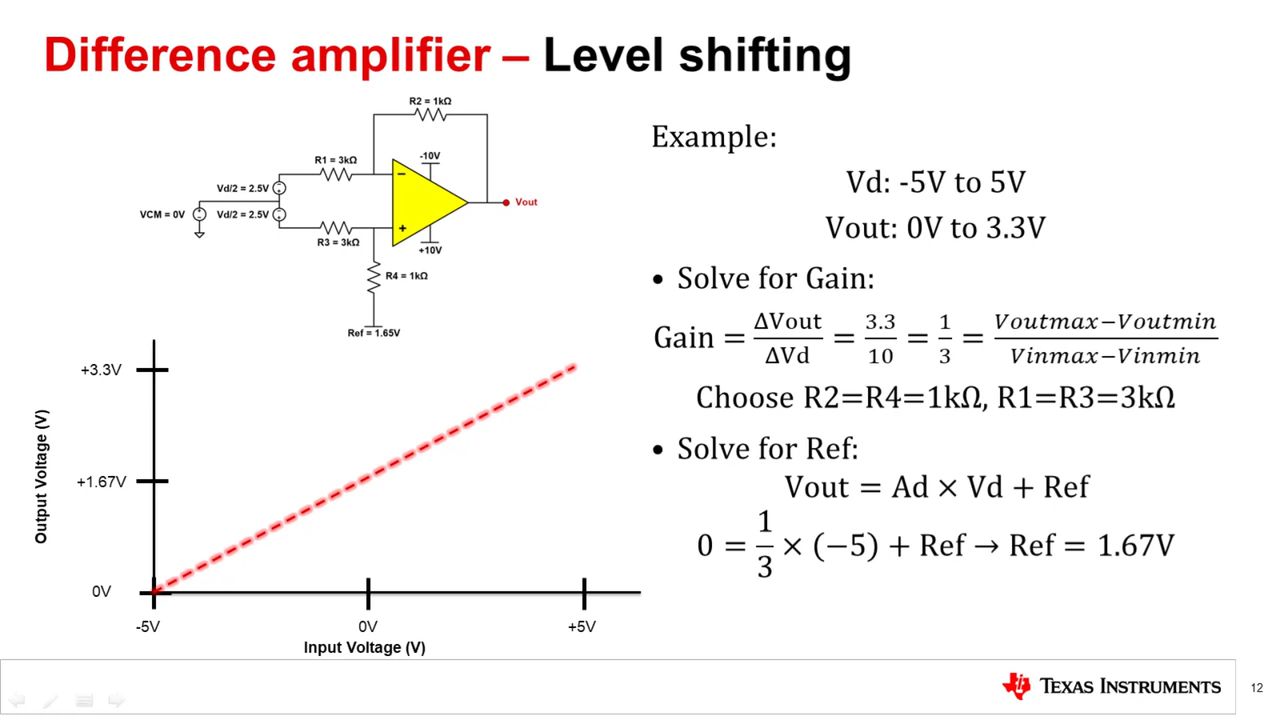 Difference amplifier – Level shifting
R2 = 1kΩ
R1 = 3kΩ
-10V
Vd/2 = 2.5V
VCM = 0V
Vd/2 = 2.5V
Vout
R3 = 3kΩ
+10V
R4 = 1kΩ
Ref = 1.65V
+3.3V
+1.67V
0V
Output Voltage (V)
-5V
0V
+5V
Input Voltage (V)
Example:
Vd: -5V to 5V
Vout: 0V to 3.3V
• Solve for Gain:
Gain = ΔVout/ΔVd = 3.3/10 = 1/3 = Voutmax−Voutmin/Vinmax−Vinmin
Choose R2=R4=1kΩ, R1=R3=3kΩ
• Solve for Ref:
Vout = Ad × Vd + Ref
0 = 1/3 × (−5) + Ref → Ref = 1.67V
Texas Instruments
12